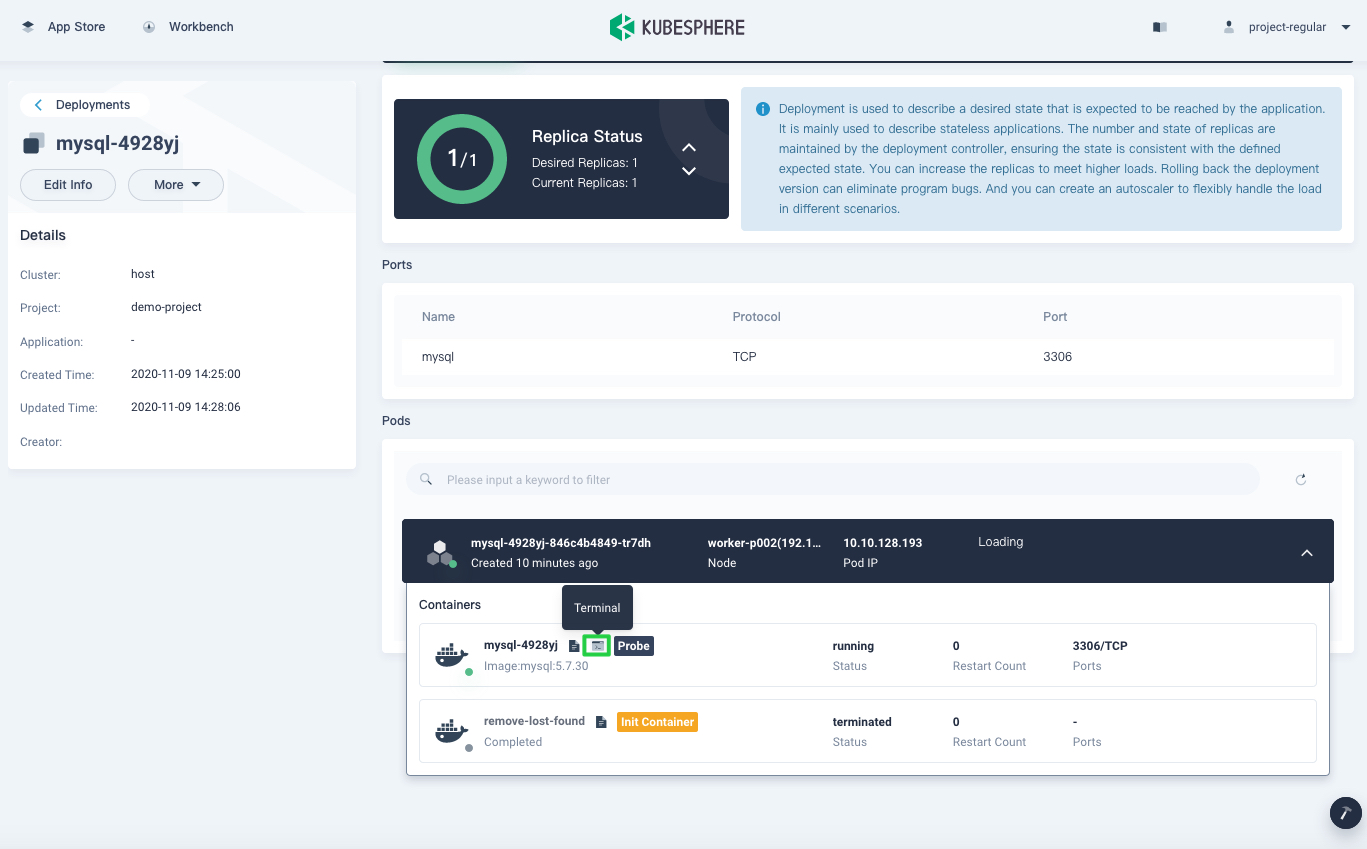 App Store
Workbench
KUBESPHERE
project-regular
Deployments
mysql-4928yj
Edit Info
More
Details
Cluster: host
Project: demo-project
Application: -
Created Time: 2020-11-09 14:25:00
Updated Time: 2020-11-09 14:28:06
Creator:
1/1
Replica Status
Desired Replicas: 1
Current Replicas: 1
Deployment is used to describe a desired state that is expected to be reached by the application.
It is mainly used to describe stateless applications. The number and state of replicas are
maintained by the deployment controller, ensuring the state is consistent with the defined
expected state. You can increase the replicas to meet higher loads. Rolling back the deployment
version can eliminate program bugs. And you can create an autoscaler to flexibly handle the load
in different scenarios.
Ports
Name Protocol Port
mysql TCP 3306
Pods
Please input a keyword to filter
mysql-4928yj-846c4b4849-tr7dh worker-p002(192.1... 10.10.128.193 Loading
Created 10 minutes ago Node Pod IP
Containers
Terminal
mysql-4928yj Probe running 0 3306/TCP
Image:mysql:5.7.30 Status Restart Count Ports
remove-lost-found Init Container terminated 0 -
Completed Status Restart Count Ports